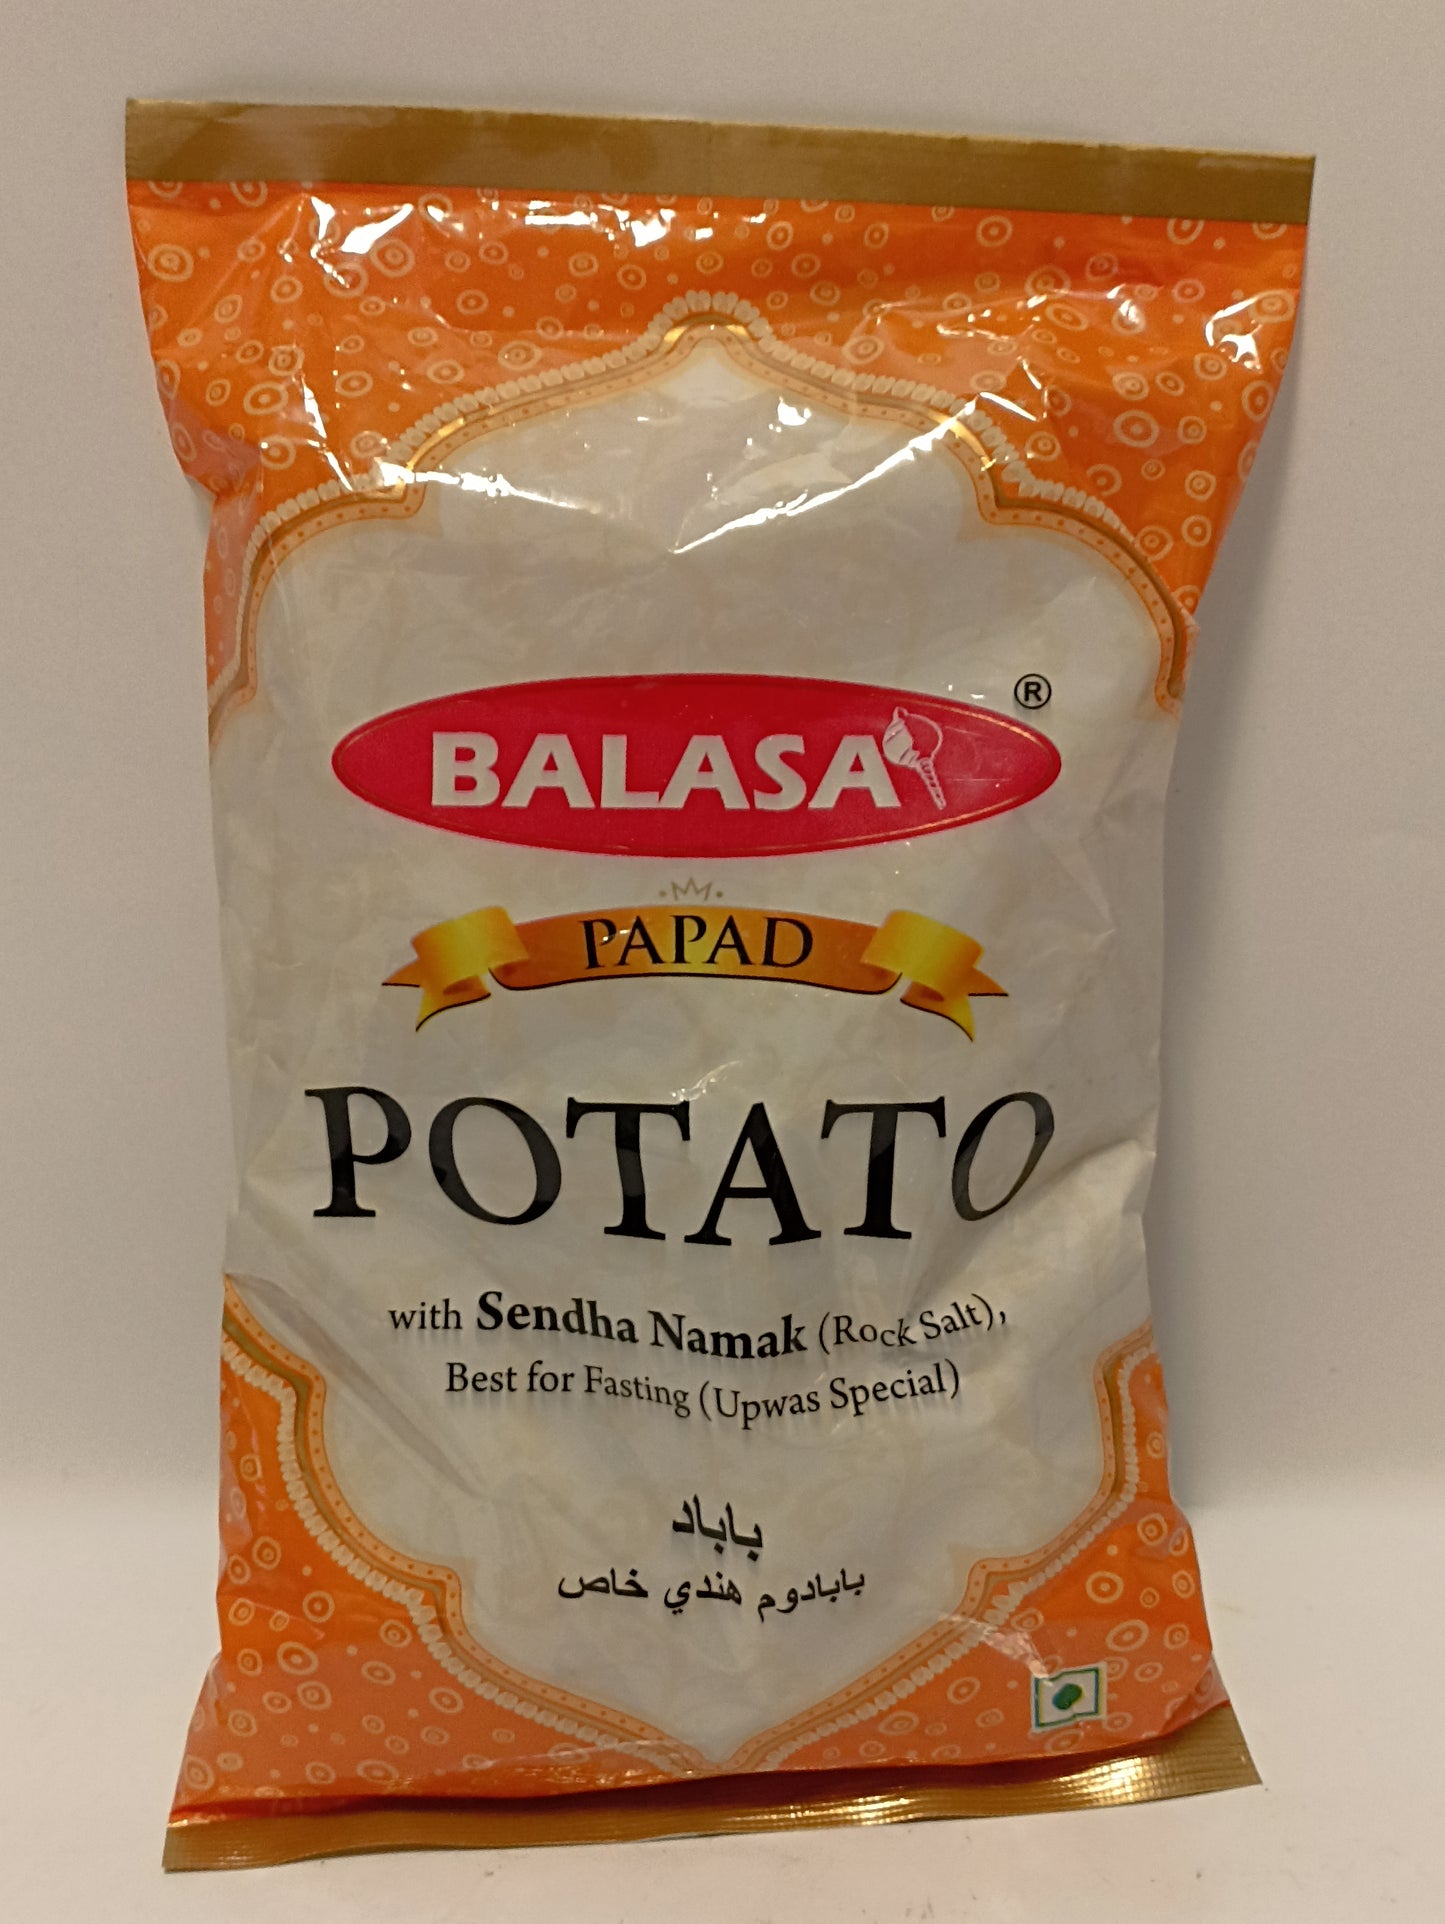 BALASA
®
PAPAD
POTATO
with Sendha Namak (Rock Salt),
Best for Fasting (Upwas Special)
باباد
بابادوم هندي خاص